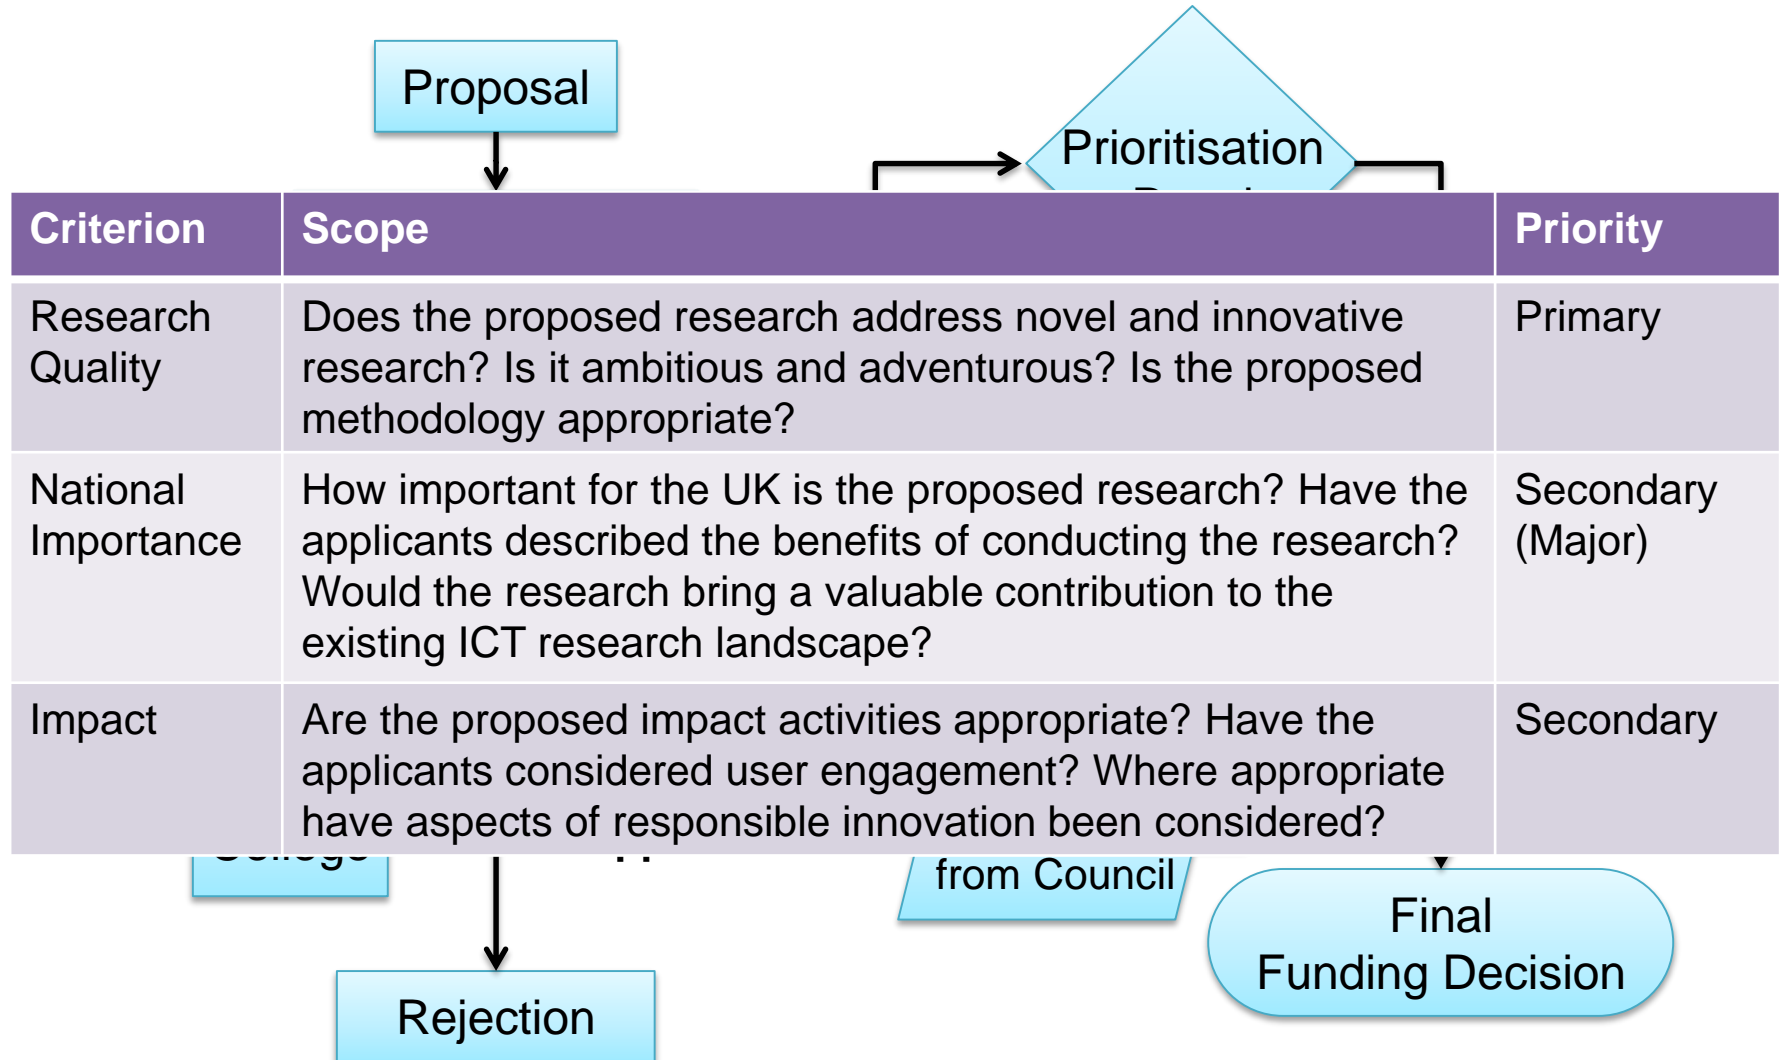 Proposal
Prioritisation
Criterion
Scope
Priority
Research
Quality
Does the proposed research address novel and innovative
research? Is it ambitious and adventurous? Is the proposed
methodology appropriate?
Primary
National
Importance
How important for the UK is the proposed research? Have the
applicants described the benefits of conducting the research?
Would the research bring a valuable contribution to the
existing ICT research landscape?
Secondary
(Major)
Impact
Are the proposed impact activities appropriate? Have the
applicants considered user engagement? Where appropriate
have aspects of responsible innovation been considered?
Secondary
College
from Council
Final
Funding Decision
Rejection